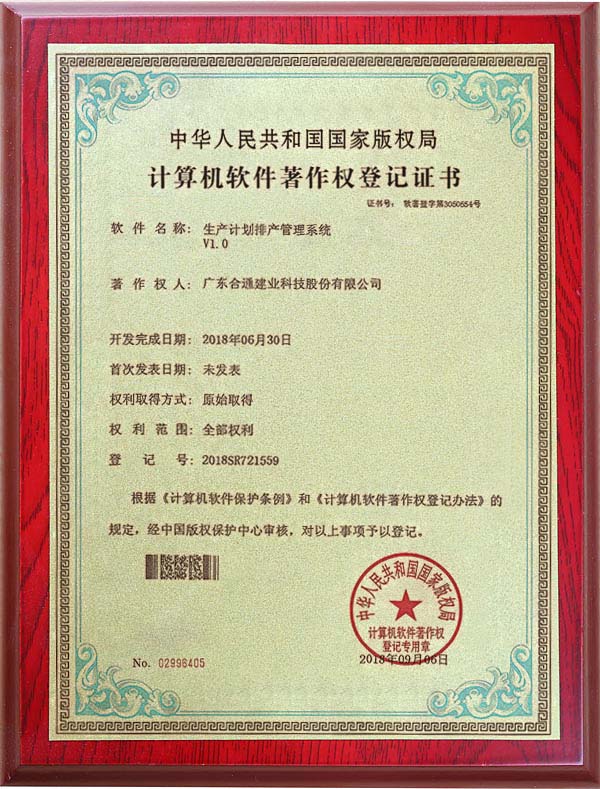 中华人民共和国国家版权局
计算机软件著作权登记证书
证书号： 软著登字第3050654号
软件名称： 生产计划排产管理系统
V1.0
著作权人： 广东合通建业科技股份有限公司
开发完成日期： 2018年06月30日
首次发表日期： 未发表
权利取得方式： 原始取得
权利范围： 全部权利
登记号： 2018SR721559
根据《计算机软件保护条例》和《计算机软件著作权登记办法》的
规定，经中国版权保护中心审核，对以上事项予以登记。
中华人民共和国国家版权局
计算机软件著作权
登记专用章
No. 02996405
2018年09月06日